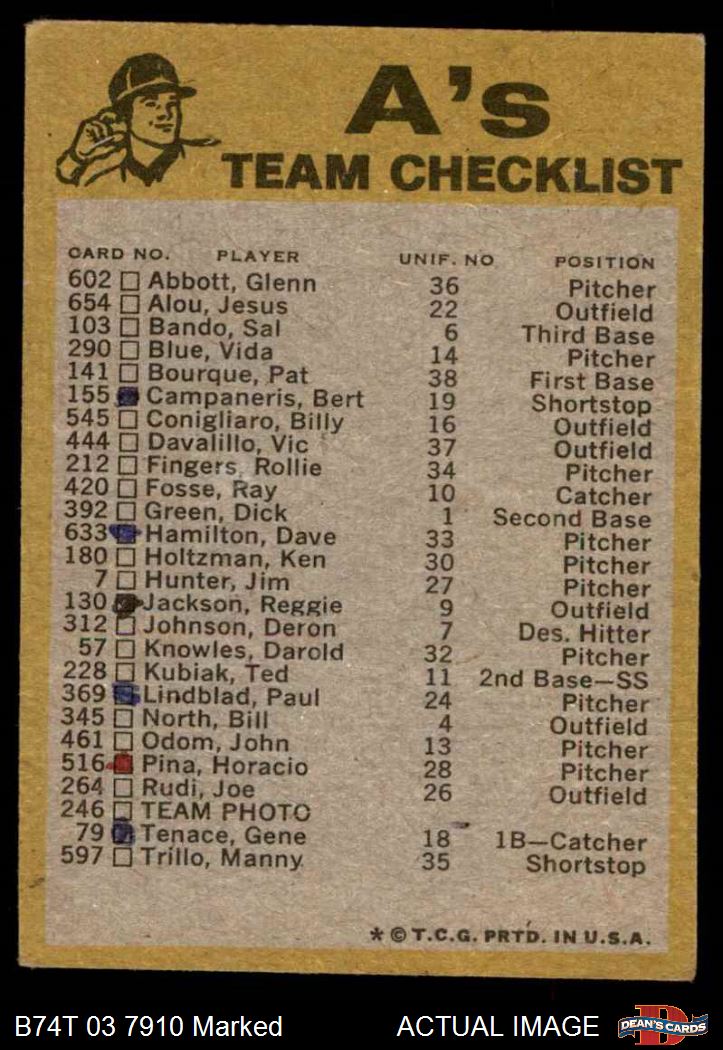 A's
TEAM CHECKLIST
CARD NO. PLAYER UNIF. NO POSITION
602 Abbott, Glenn 36 Pitcher
654 Alou, Jesus 22 Outfield
103 Bando, Sal 6 Third Base
290 Blue, Vida 14 Pitcher
141 Bourque, Pat 38 First Base
155 Campaneris, Bert 19 Shortstop
545 Conigliaro, Billy 16 Outfield
444 Davalillo, Vic 37 Outfield
212 Fingers, Rollie 34 Pitcher
420 Fosse, Ray 10 Catcher
392 Green, Dick 1 Second Base
633 Hamilton, Dave 33 Pitcher
180 Holtzman, Ken 30 Pitcher
7 Hunter, Jim 27 Pitcher
130 Jackson, Reggie 9 Outfield
312 Johnson, Deron 7 Des. Hitter
57 Knowles, Darold 32 Pitcher
228 Kubiak, Ted 11 2nd Base—SS
369 Lindblad, Paul 24 Pitcher
345 North, Bill 4 Outfield
461 Odom, John 13 Pitcher
516 Pina, Horacio 28 Pitcher
264 Rudi, Joe 26 Outfield
246 TEAM PHOTO
79 Tenace, Gene 18 1B—Catcher
597 Trillo, Manny 35 Shortstop
* © T.C.G. PRTD. IN U.S.A.
B74T 03 7910 Marked ACTUAL IMAGE DEAN'S CARDS